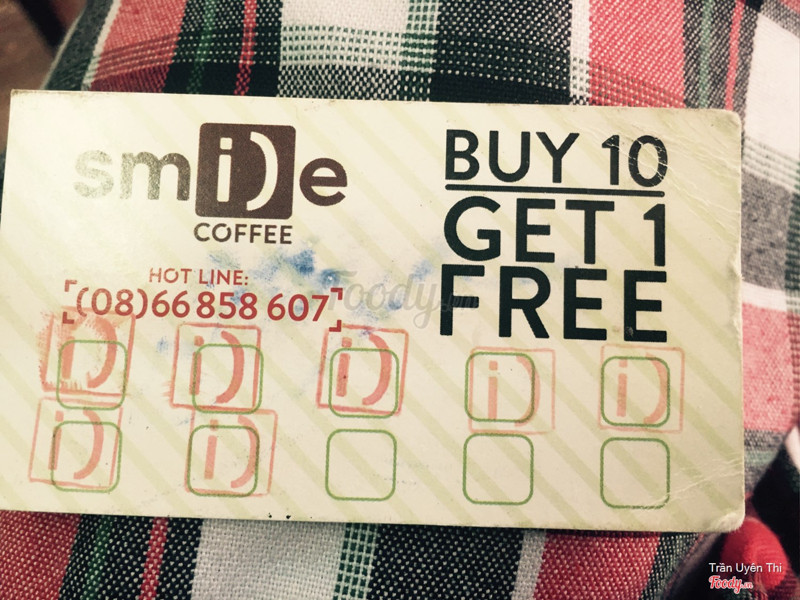 smi)e
COFFEE
HOT LINE:
(08)66 858 607
BUY 10
GET 1
FREE
Foody.vn
i) i) i) i) i)
i) i)
Trần Uyên Thi
Foody.vn